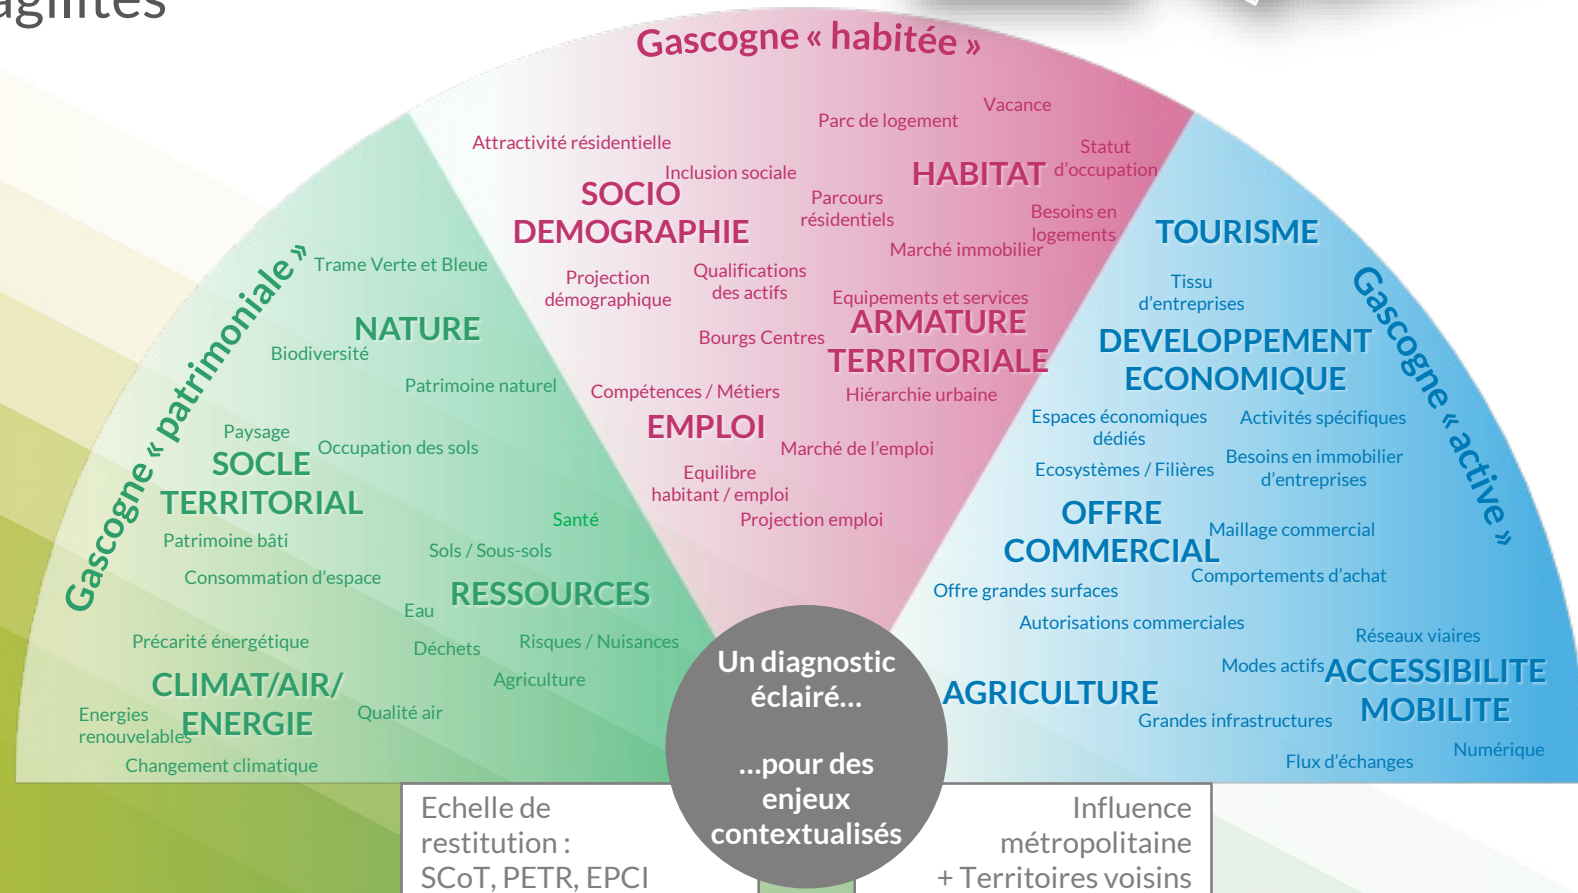 Gascogne « habitée »
Vacance
Parc de logement
Attractivité résidentielle
Statut
d’occupation
Inclusion sociale
HABITAT
SOCIO
DEMOGRAPHIE
Parcours
résidentiels
Besoins en
logements
Marché immobilier
Projection
démographique
Qualifications
des actifs
Equipements et services
ARMATURE
TERRITORIALE
Bourgs Centres
Hiérarchie urbaine
Compétences / Métiers
EMPLOI
Marché de l’emploi
Equilibre
habitant / emploi
Projection emploi
Gascogne « patrimoniale »
Trame Verte et Bleue
NATURE
Biodiversité
Patrimoine naturel
Paysage
Occupation des sols
SOCLE
TERRITORIAL
Patrimoine bâti
Consommation d’espace
Santé
Sols / Sous-sols
RESSOURCES
Eau
Déchets
Risques / Nuisances
Agriculture
Précarité énergétique
CLIMAT/AIR/
ENERGIE
Energies
renouvelables
Qualité air
Changement climatique
Gascogne « active »
TOURISME
Tissu
d’entreprises
DEVELOPPEMENT
ECONOMIQUE
Espaces économiques
dédiés
Activités spécifiques
Ecosystèmes / Filières
Besoins en immobilier
d’entreprises
OFFRE
COMMERCIAL
Maillage commercial
Comportements d’achat
Offre grandes surfaces
Autorisations commerciales
Réseaux viaires
Modes actifs
ACCESSIBILITE
MOBILITE
AGRICULTURE
Grandes infrastructures
Numérique
Flux d’échanges
Un diagnostic
éclairé…
…pour des
enjeux
contextualisés
Echelle de
restitution :
SCoT, PETR, EPCI
Influence
métropolitaine
+ Territoires voisins